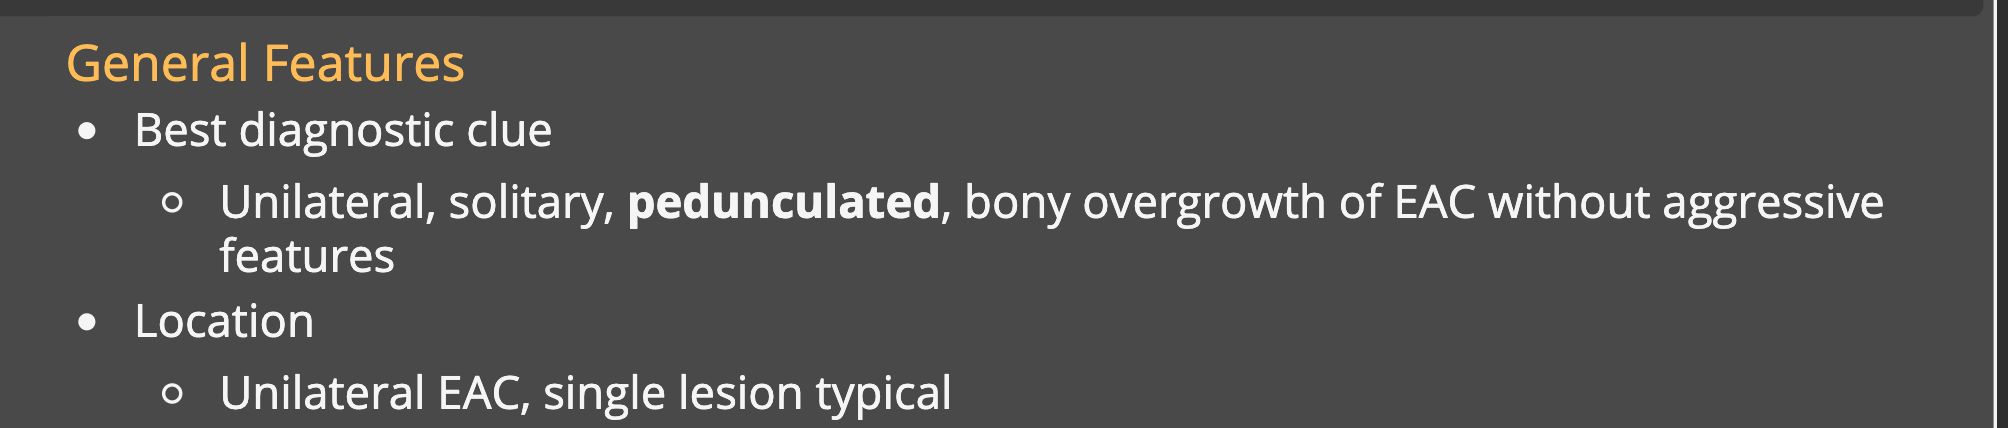 General Features
• Best diagnostic clue
○ Unilateral, solitary, pedunculated, bony overgrowth of EAC without aggressive
features
• Location
○ Unilateral EAC, single lesion typical